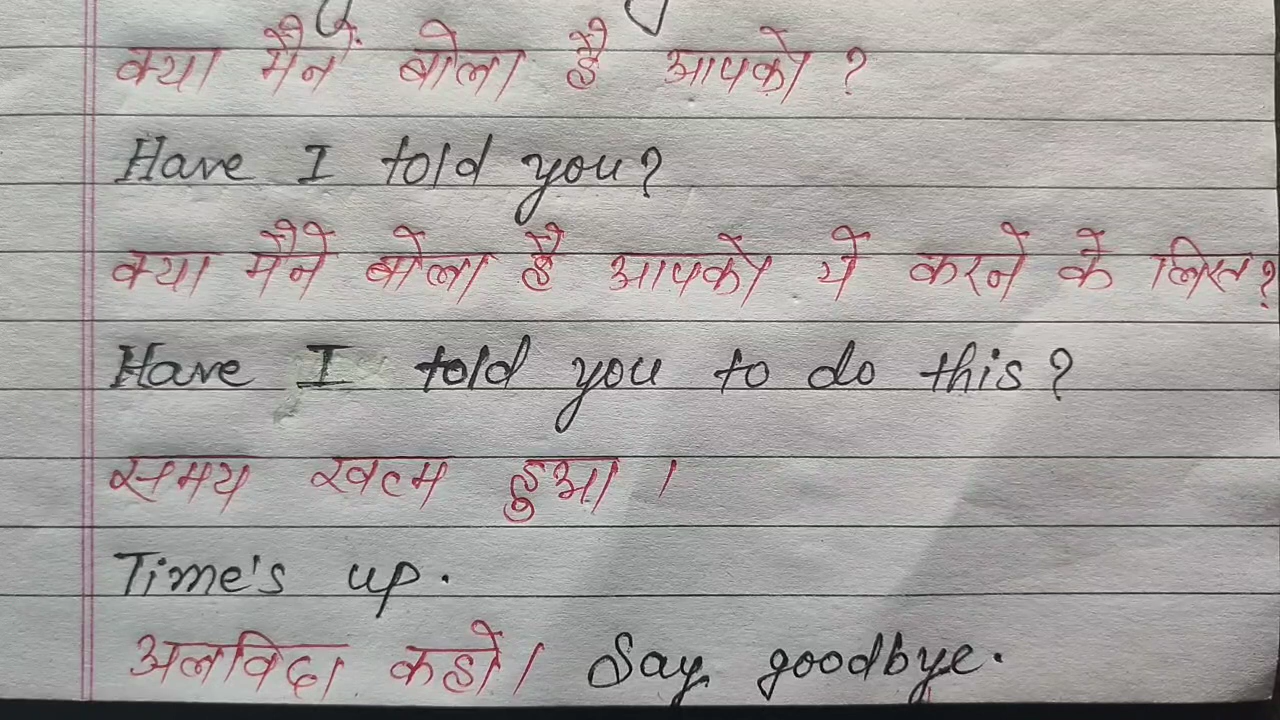 क्या मैंने बोला है आपको ?
Have I told you?
क्या मैंने बोला है आपको ये करने के लिए?
Have I told you to do this?
समय खत्म हुआ ।
Time's up.
अलविदा कहो। Say goodbye.